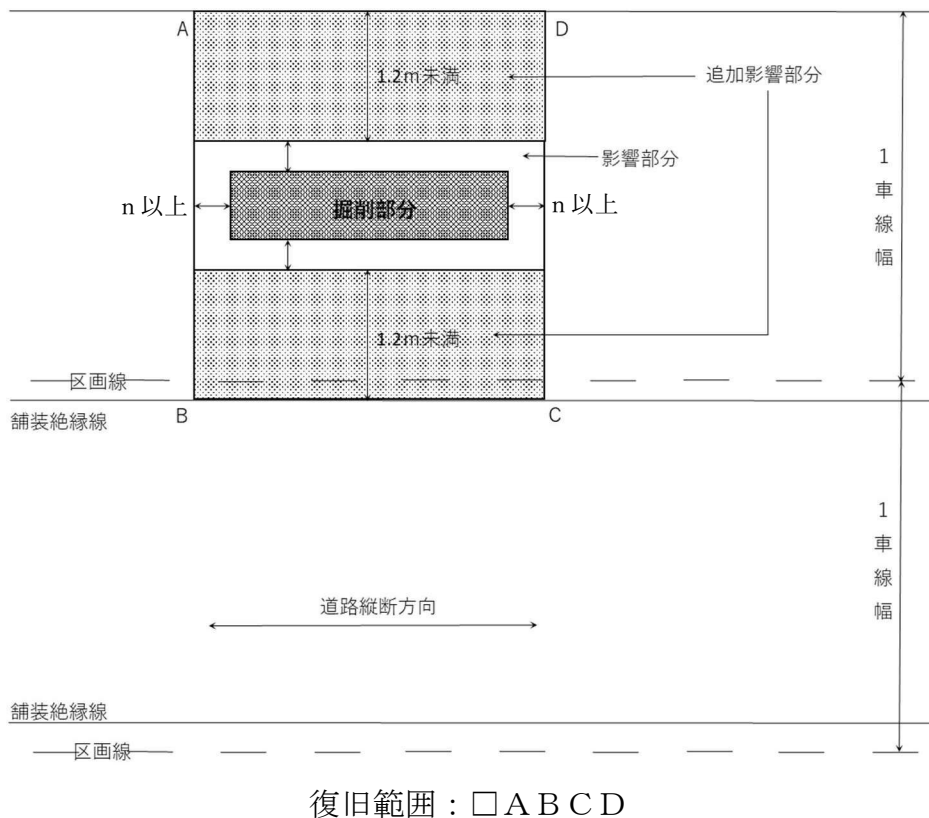 A
D
1.2m未満
追加影響部分
影響部分
n以上
掘削部分
n以上
1車線幅
1.2m未満
区画線
B
C
舗装絶縁線
1車線幅
道路縦断方向
舗装絶縁線
区画線
復旧範囲：□ABCD